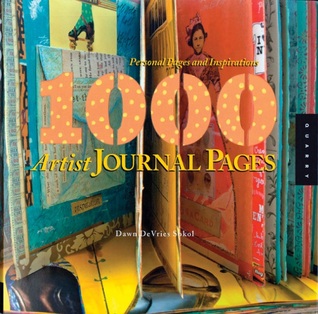 Personal Pages and Inspirations
1000
Artist JOURNAL PAGES
Dawn DeVries Sokol
QUARRY